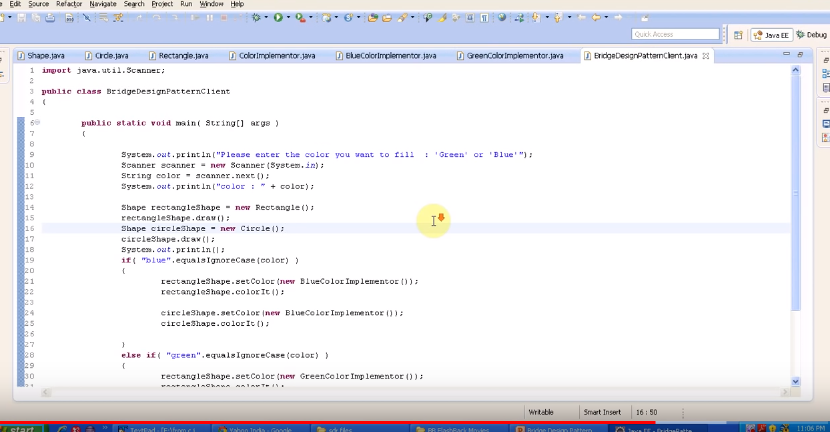 Edit Source Refactor Navigate Search Project Run Window Help
Quick Access
Java EE
Debug
Shape.java Circle.java Rectangle.java ColorImplementor.java BlueColorImplementor.java GreenColorImplementor.java BridgeDesignPatternClient.java
1 import java.util.Scanner;
2
3 public class BridgeDesignPatternClient
4 {
5
6 public static void main( String[] args )
7 {
8
9 System.out.println("Please enter the color you want to fill : 'Green' or 'Blue'");
10 Scanner scanner = new Scanner(System.in);
11 String color = scanner.next();
12 System.out.println("color : " + color);
13
14 Shape rectangleShape = new Rectangle();
15 rectangleShape.draw();
16 Shape circleShape = new Circle();
17 circleShape.draw();
18 System.out.println();
19 if( "blue".equalsIgnoreCase(color) )
20 {
21 rectangleShape.setColor(new BlueColorImplementor());
22 rectangleShape.colorIt();
23
24 circleShape.setColor(new BlueColorImplementor());
25 circleShape.colorIt();
26
27 }
28 else if( "green".equalsIgnoreCase(color) )
29 {
30 rectangleShape.setColor(new GreenColorImplementor());
31 rectangleShape.colorIt();
Writable Smart Insert 16 : 50
start Yahoo India - Google sdr files BB FlashBack Movies Bridge Design Pattern Java EE - BridgePatte 11:06 PM